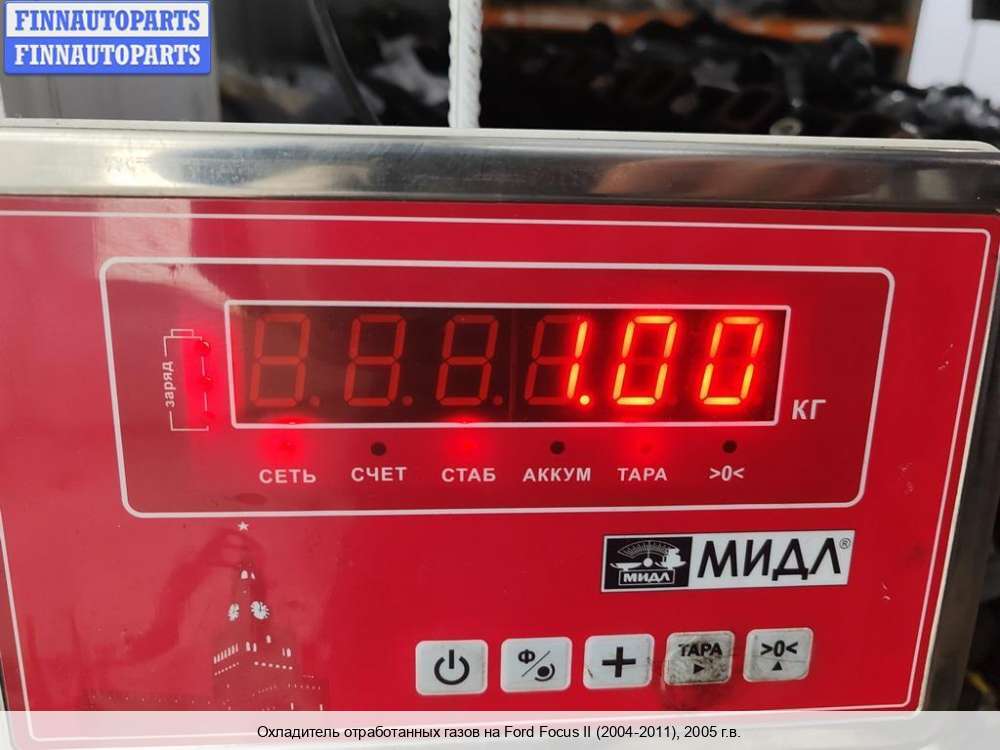 FINNAUTOPARTS
FINNAUTOPARTS
заряд
1.00
КГ
СЕТЬ СЧЕТ СТАБ АККУМ ТАРА >0<
МИДЛ МИДЛ®
Ф ТАРА >0<
Охладитель отработанных газов на Ford Focus II (2004-2011), 2005 г.в.